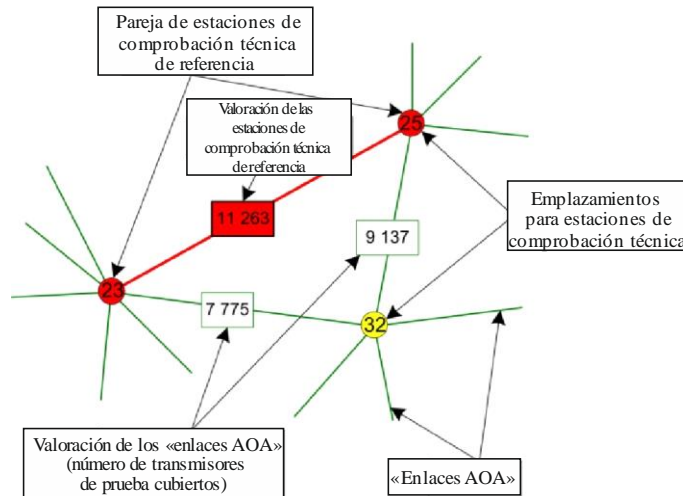 Pareja de estaciones de
comprobación técnica
de referencia
Valoración de las
estaciones de
comprobación técnica
de referencia
25
11 263
9 137
Emplazamientos
para estaciones de
comprobación técnica
23
7 775
32
Valoración de los «enlaces AOA»
(número de transmisores
de prueba cubiertos)
«Enlaces AOA»